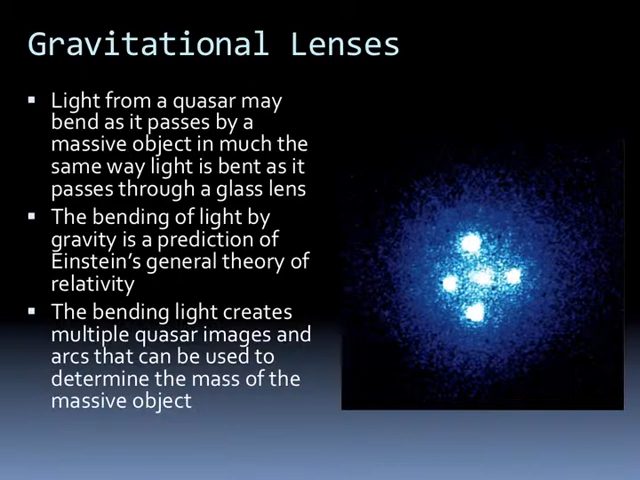 Gravitational Lenses
▪ Light from a quasar may
bend as it passes by a
massive object in much the
same way light is bent as it
passes through a glass lens
▪ The bending of light by
gravity is a prediction of
Einstein’s general theory of
relativity
▪ The bending light creates
multiple quasar images and
arcs that can be used to
determine the mass of the
massive object